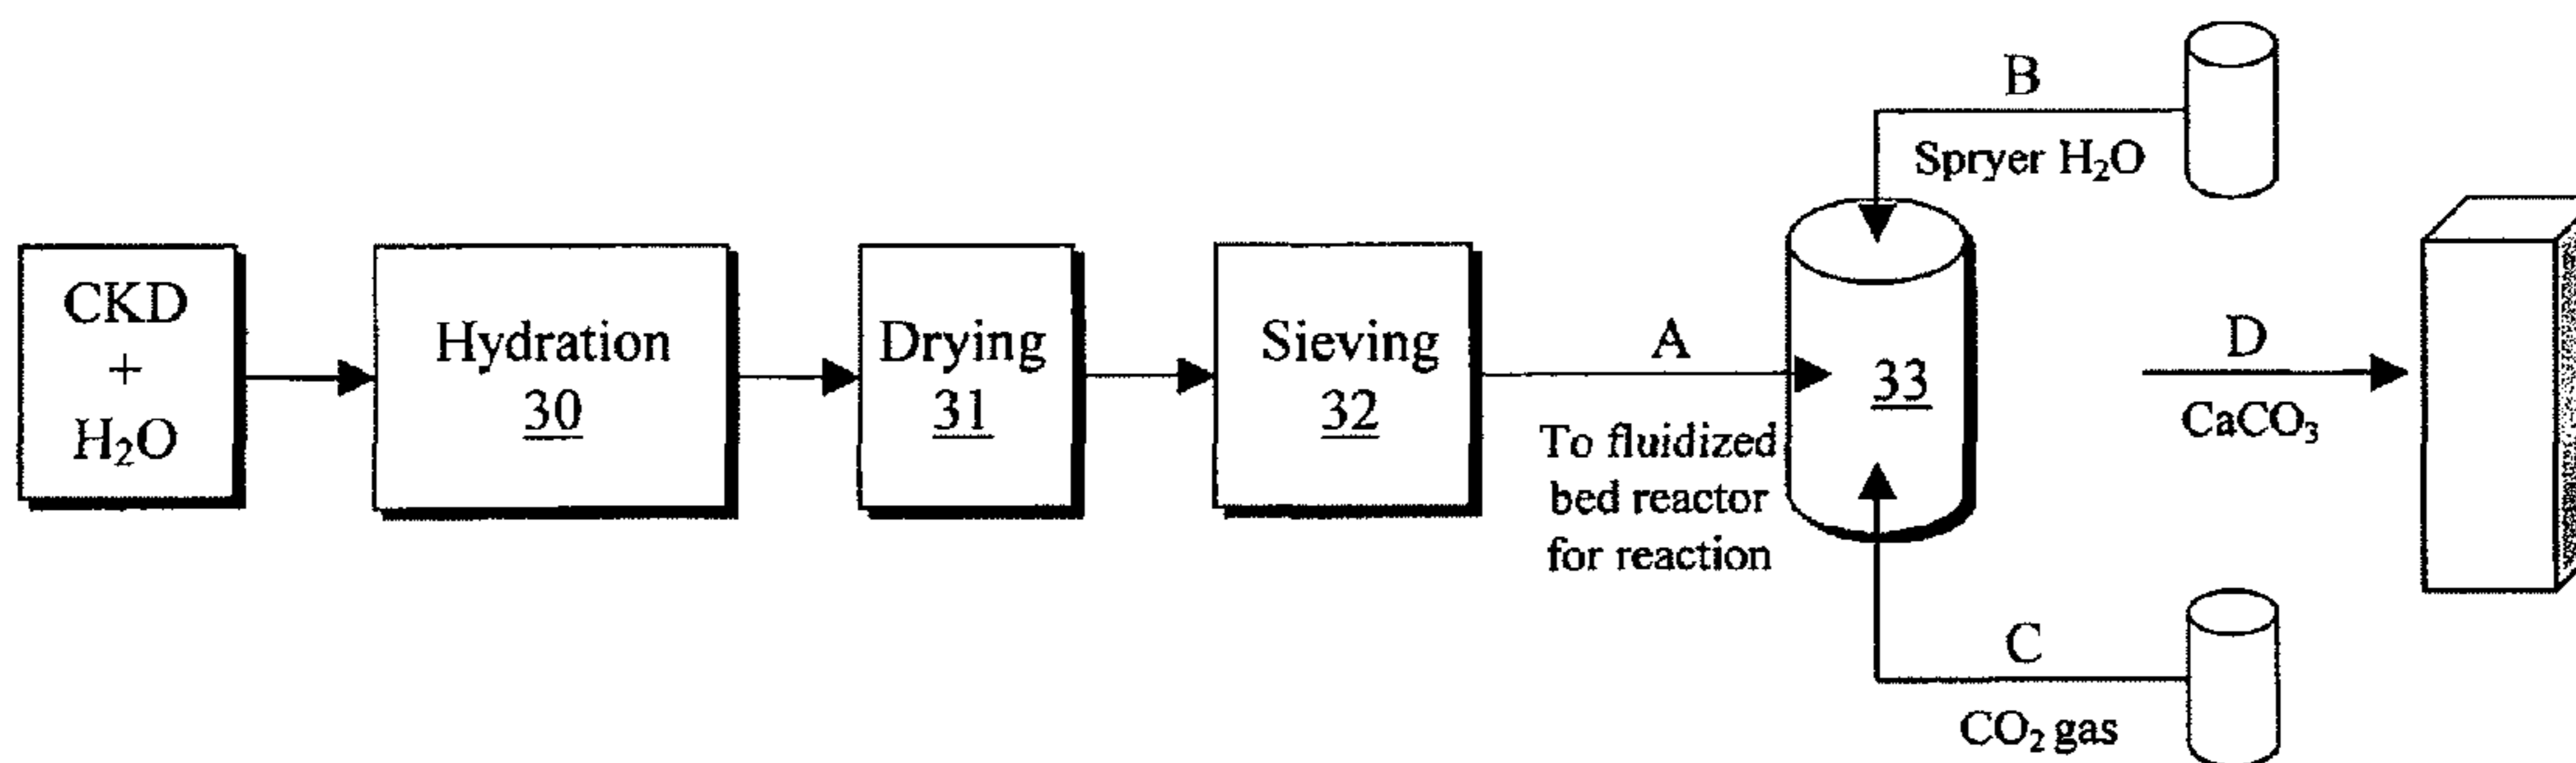 CKD
+
H₂O
Hydration
30
Drying
31
Sieving
32
A
To fluidized
bed reactor
for reaction
33
B
Spryer H₂O
C
CO₂ gas
D
CaCO₃